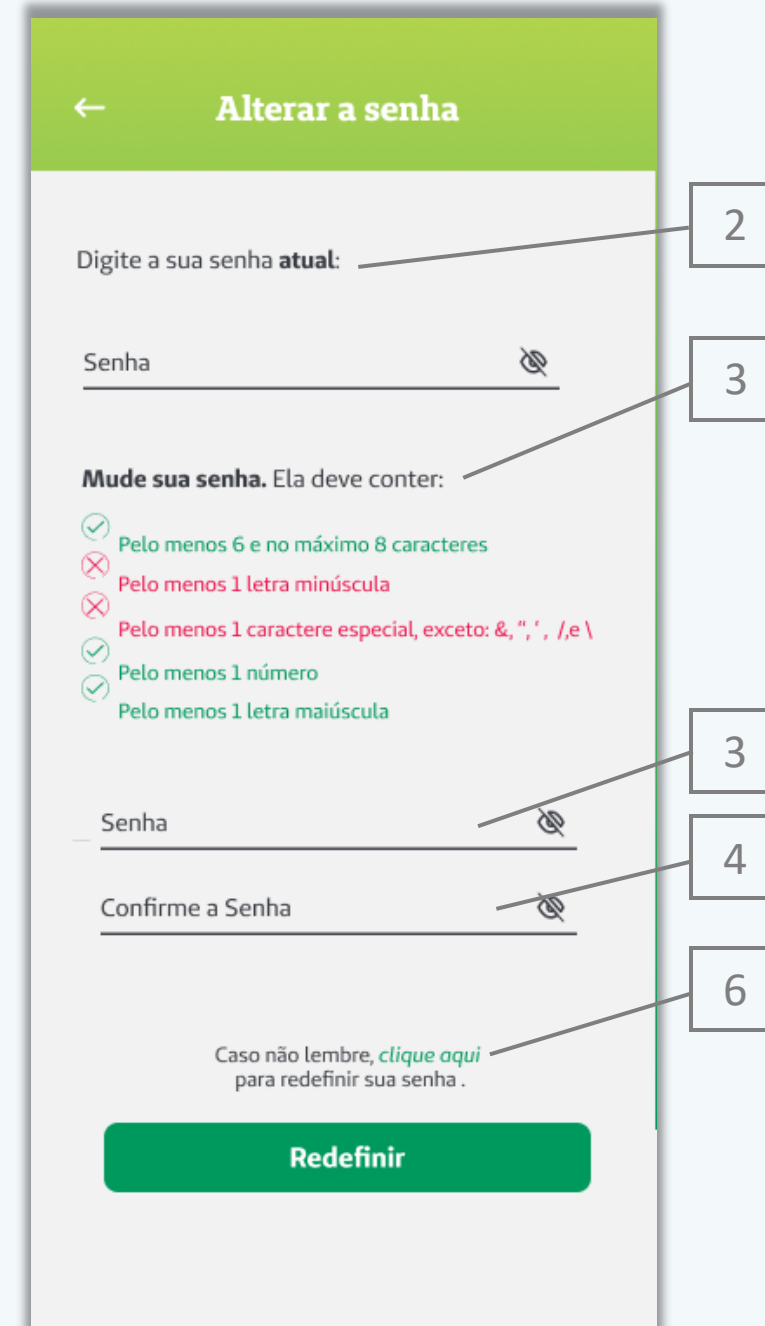 Alterar a senha
2
Digite a sua senha atual:
Senha
3
Mude sua senha. Ela deve conter:
Pelo menos 6 e no máximo 8 caracteres
Pelo menos 1 letra minúscula
Pelo menos 1 caractere especial, exceto: &, “, ‘ , /,e \
Pelo menos 1 número
Pelo menos 1 letra maiúscula
3
Senha
4
Confirme a Senha
6
Caso não lembre, clique aqui
para redefinir sua senha .
Redefinir